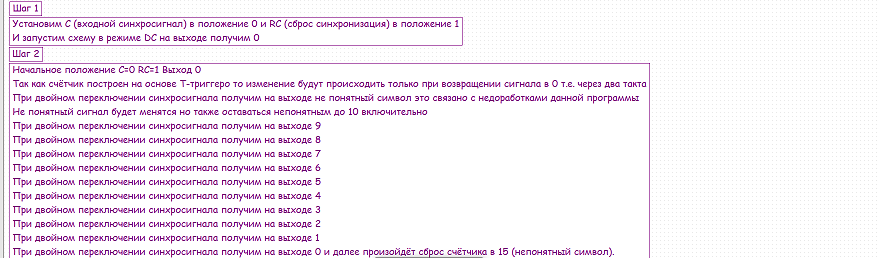 Шаг 1
Установим С (входной синхросигнал) в положение 0 и RC (сброс синхронизация) в положение 1
И запустим схему в режиме DC на выходе получим 0
Шаг 2
Начальное положение С=0 RC=1 Выход 0
Так как счётчик построен на основе Т-триггеро то изменение будут происходить только при возвращении сигнала в 0 т.е. через два такта
При двойном переключении синхросигнала получим на выходе не понятный символ это связано с недоработками данной программы
Не понятный сигнал будет менятся но также оставаться непонятным до 10 включительно
При двойном переключении синхросигнала получим на выходе 9
При двойном переключении синхросигнала получим на выходе 8
При двойном переключении синхросигнала получим на выходе 7
При двойном переключении синхросигнала получим на выходе 6
При двойном переключении синхросигнала получим на выходе 5
При двойном переключении синхросигнала получим на выходе 4
При двойном переключении синхросигнала получим на выходе 3
При двойном переключении синхросигнала получим на выходе 2
При двойном переключении синхросигнала получим на выходе 1
При двойном переключении синхросигнала получим на выходе 0 и далее произойдёт сброс счётчика в 15 (непонятный символ).